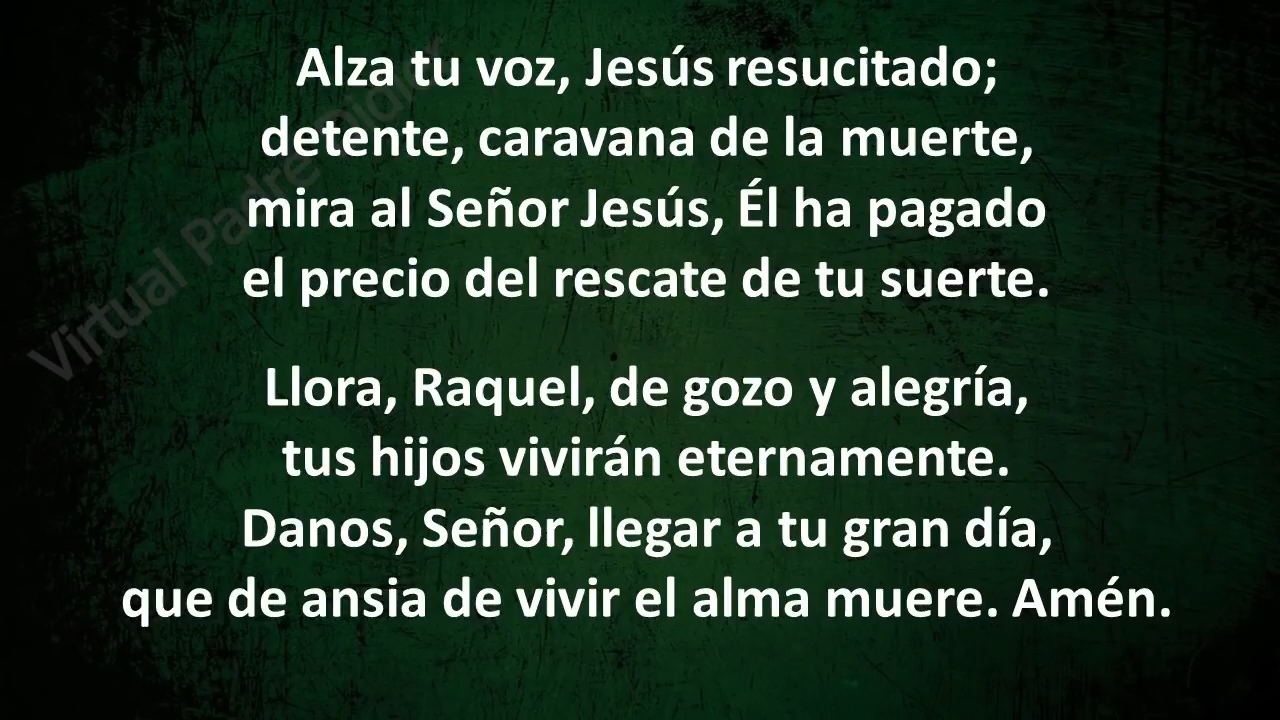 Alza tu voz, Jesús resucitado;
detente, caravana de la muerte,
mira al Señor Jesús, Él ha pagado
el precio del rescate de tu suerte.
Llora, Raquel, de gozo y alegría,
tus hijos vivirán eternamente.
Danos, Señor, llegar a tu gran día,
que de ansia de vivir el alma muere. Amén.
Virtual Padre